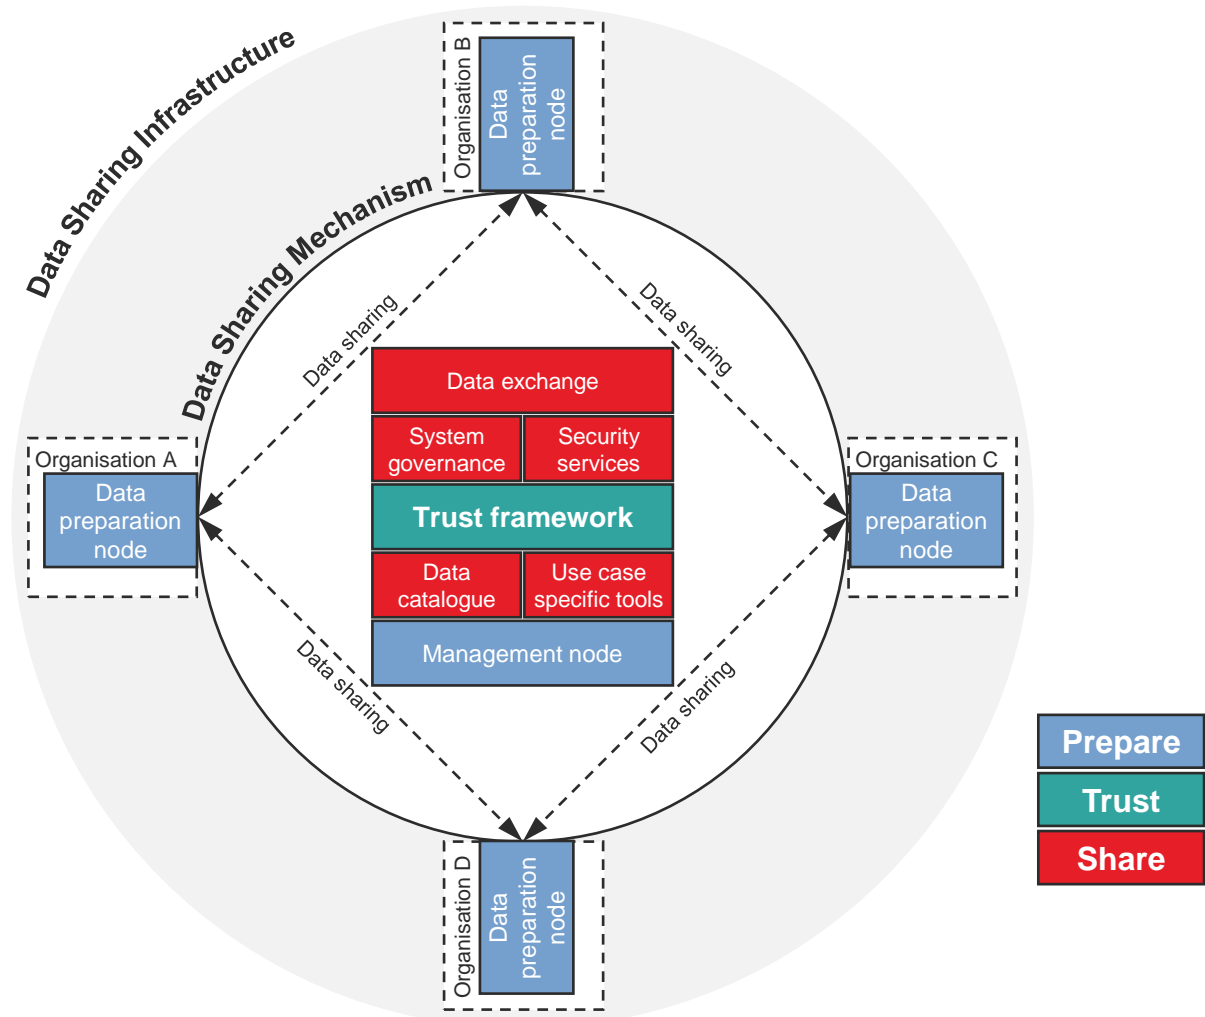 Data Sharing Infrastructure
Data Sharing Mechanism
Organisation B
Data
preparation
node
Data sharing
Data sharing
Data exchange
System
governance
Security
services
Trust framework
Data
catalogue
Use case
specific tools
Management node
Organisation A
Data
preparation
node
Organisation C
Data
preparation
node
Data sharing
Data sharing
Organisation D
Data
preparation
node
Prepare
Trust
Share